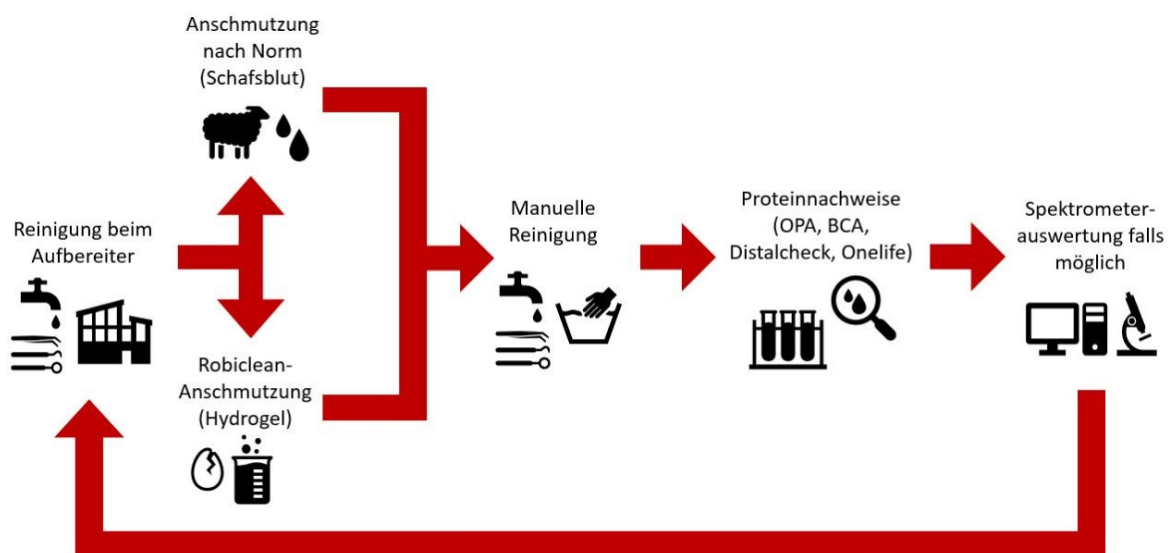 Anschmutzung
nach Norm
(Schafsblut)
Reinigung beim
Aufbereiter
Robiclean-
Anschmutzung
(Hydrogel)
Manuelle
Reinigung
Proteinnachweise
(OPA, BCA,
Distalcheck, Onelife)
Spektrometer-
auswertung falls
möglich